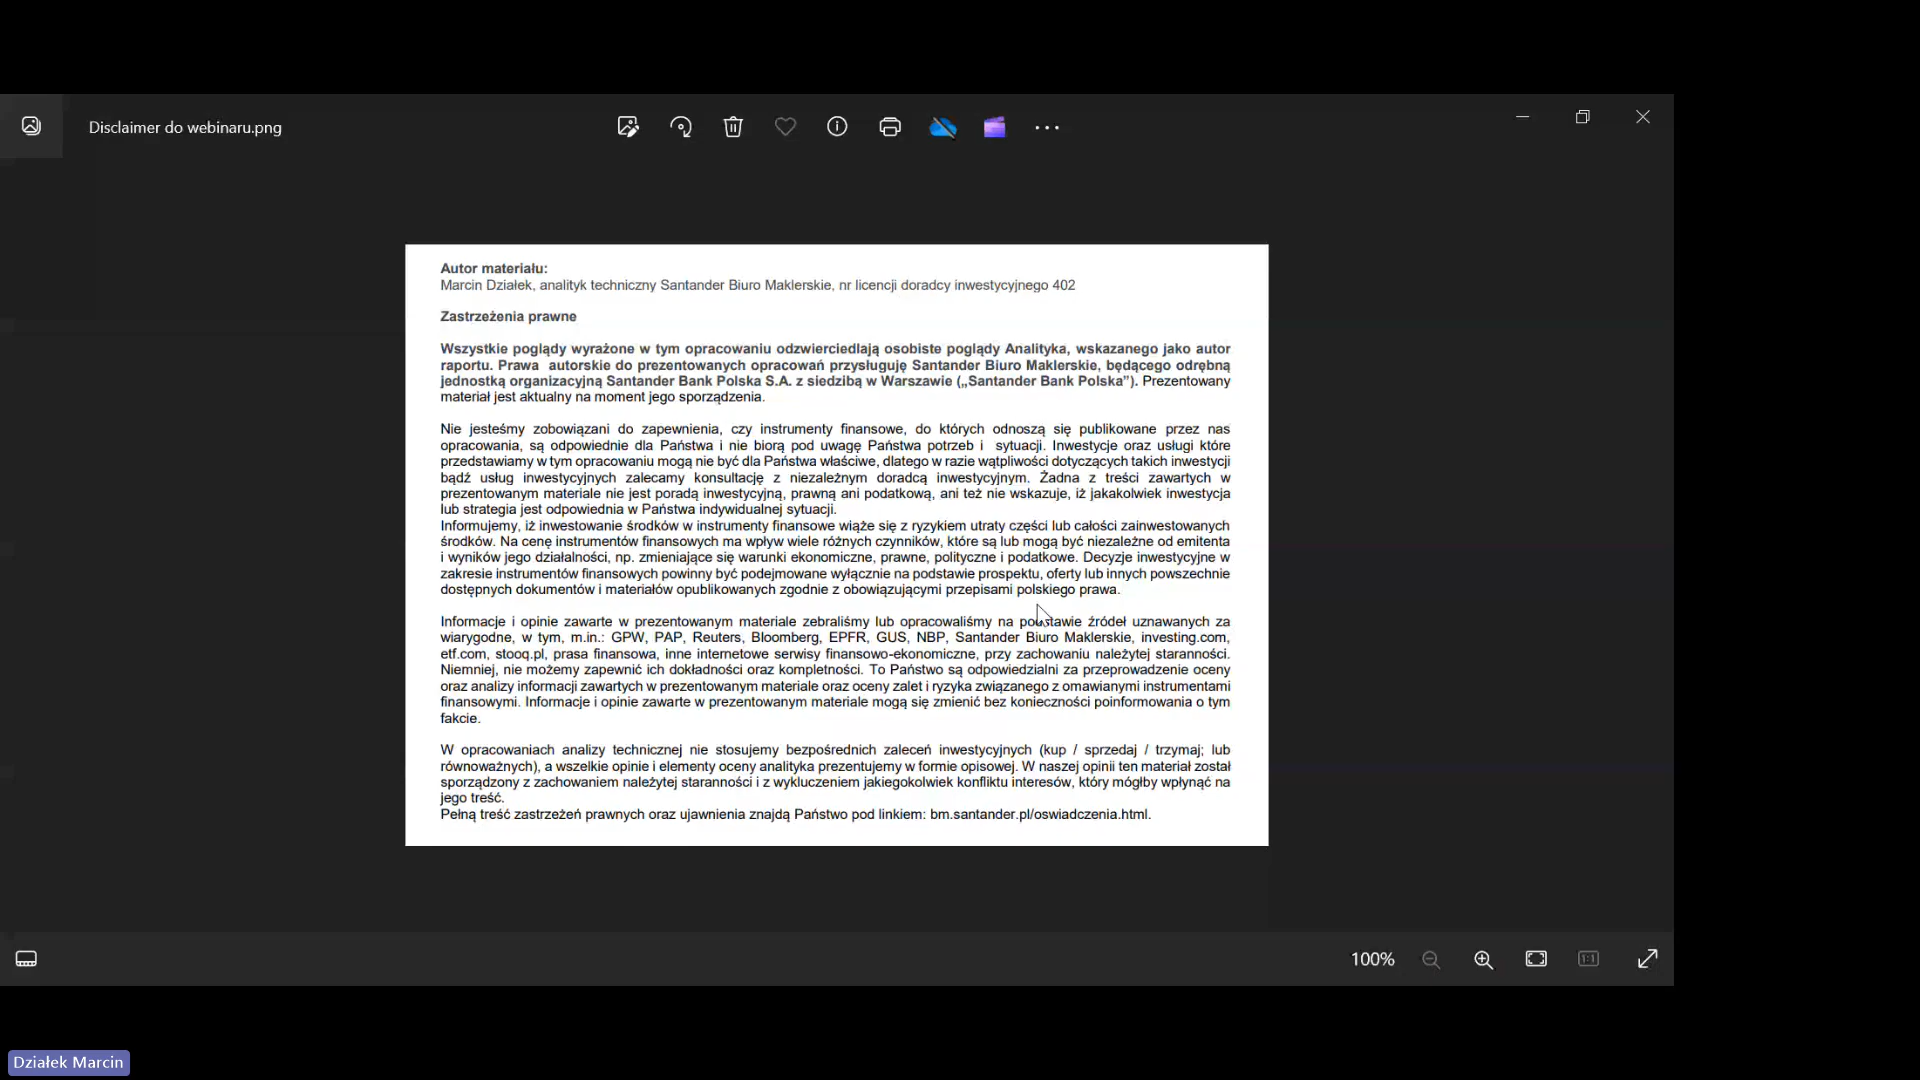 Disclaimer do webinaru.png
Autor materiału:
Marcin Działek, analityk techniczny Santander Biuro Maklerskie, nr licencji doradcy inwestycyjnego 402
Zastrzeżenia prawne
Wszystkie poglądy wyrażone w tym opracowaniu odzwierciedlają osobiste poglądy Analityka, wskazanego jako autor
raportu. Prawa autorskie do prezentowanych opracowań przysługuję Santander Biuro Maklerskie, będącego odrębną
jednostką organizacyjną Santander Bank Polska S.A. z siedzibą w Warszawie („Santander Bank Polska”). Prezentowany
materiał jest aktualny na moment jego sporządzenia.
Nie jesteśmy zobowiązani do zapewnienia, czy instrumenty finansowe, do których odnoszą się publikowane przez nas
opracowania, są odpowiednie dla Państwa i nie biorą pod uwagę Państwa potrzeb i sytuacji. Inwestycje oraz usługi które
przedstawiamy w tym opracowaniu mogą nie być dla Państwa właściwe, dlatego w razie wątpliwości dotyczących takich inwestycji
bądź usług inwestycyjnych zalecamy konsultację z niezależnym doradcą inwestycyjnym. Żadna z treści zawartych w
prezentowanym materiale nie jest poradą inwestycyjną, prawną ani podatkową, ani też nie wskazuje, iż jakakolwiek inwestycja
lub strategia jest odpowiednia w Państwa indywidualnej sytuacji.
Informujemy, iż inwestowanie środków w instrumenty finansowe wiąże się z ryzykiem utraty części lub całości zainwestowanych
środków. Na cenę instrumentów finansowych ma wpływ wiele różnych czynników, które są lub mogą być niezależne od emitenta
i wyników jego działalności, np. zmieniające się warunki ekonomiczne, prawne, polityczne i podatkowe. Decyzje inwestycyjne w
zakresie instrumentów finansowych powinny być podejmowane wyłącznie na podstawie prospektu, oferty lub innych powszechnie
dostępnych dokumentów i materiałów opublikowanych zgodnie z obowiązującymi przepisami polskiego prawa.
Informacje i opinie zawarte w prezentowanym materiale zebraliśmy lub opracowaliśmy na podstawie źródeł uznawanych za
wiarygodne, w tym, m.in.: GPW, PAP, Reuters, Bloomberg, EPFR, GUS, NBP, Santander Biuro Maklerskie, investing.com,
etf.com, stooq.pl, prasa finansowa, inne internetowe serwisy finansowo-ekonomiczne, przy zachowaniu należytej staranności.
Niemniej, nie możemy zapewnić ich dokładności oraz kompletności. To Państwo są odpowiedzialni za przeprowadzenie oceny
oraz analizy informacji zawartych w prezentowanym materiale oraz oceny zalet i ryzyka związanego z omawianymi instrumentami
finansowymi. Informacje i opinie zawarte w prezentowanym materiale mogą się zmienić bez konieczności poinformowania o tym
fakcie.
W opracowaniach analizy technicznej nie stosujemy bezpośrednich zaleceń inwestycyjnych (kup / sprzedaj / trzymaj; lub
równoważnych), a wszelkie opinie i elementy oceny analityka prezentujemy w formie opisowej. W naszej opinii ten materiał został
sporządzony z zachowaniem należytej staranności i z wykluczeniem jakiegokolwiek konfliktu interesów, który mógłby wpłynąć na
jego treść.
Pełną treść zastrzeżeń prawnych oraz ujawnienia znajdą Państwo pod linkiem: bm.santander.pl/oswiadczenia.html.
100%
1:1
Działek Marcin